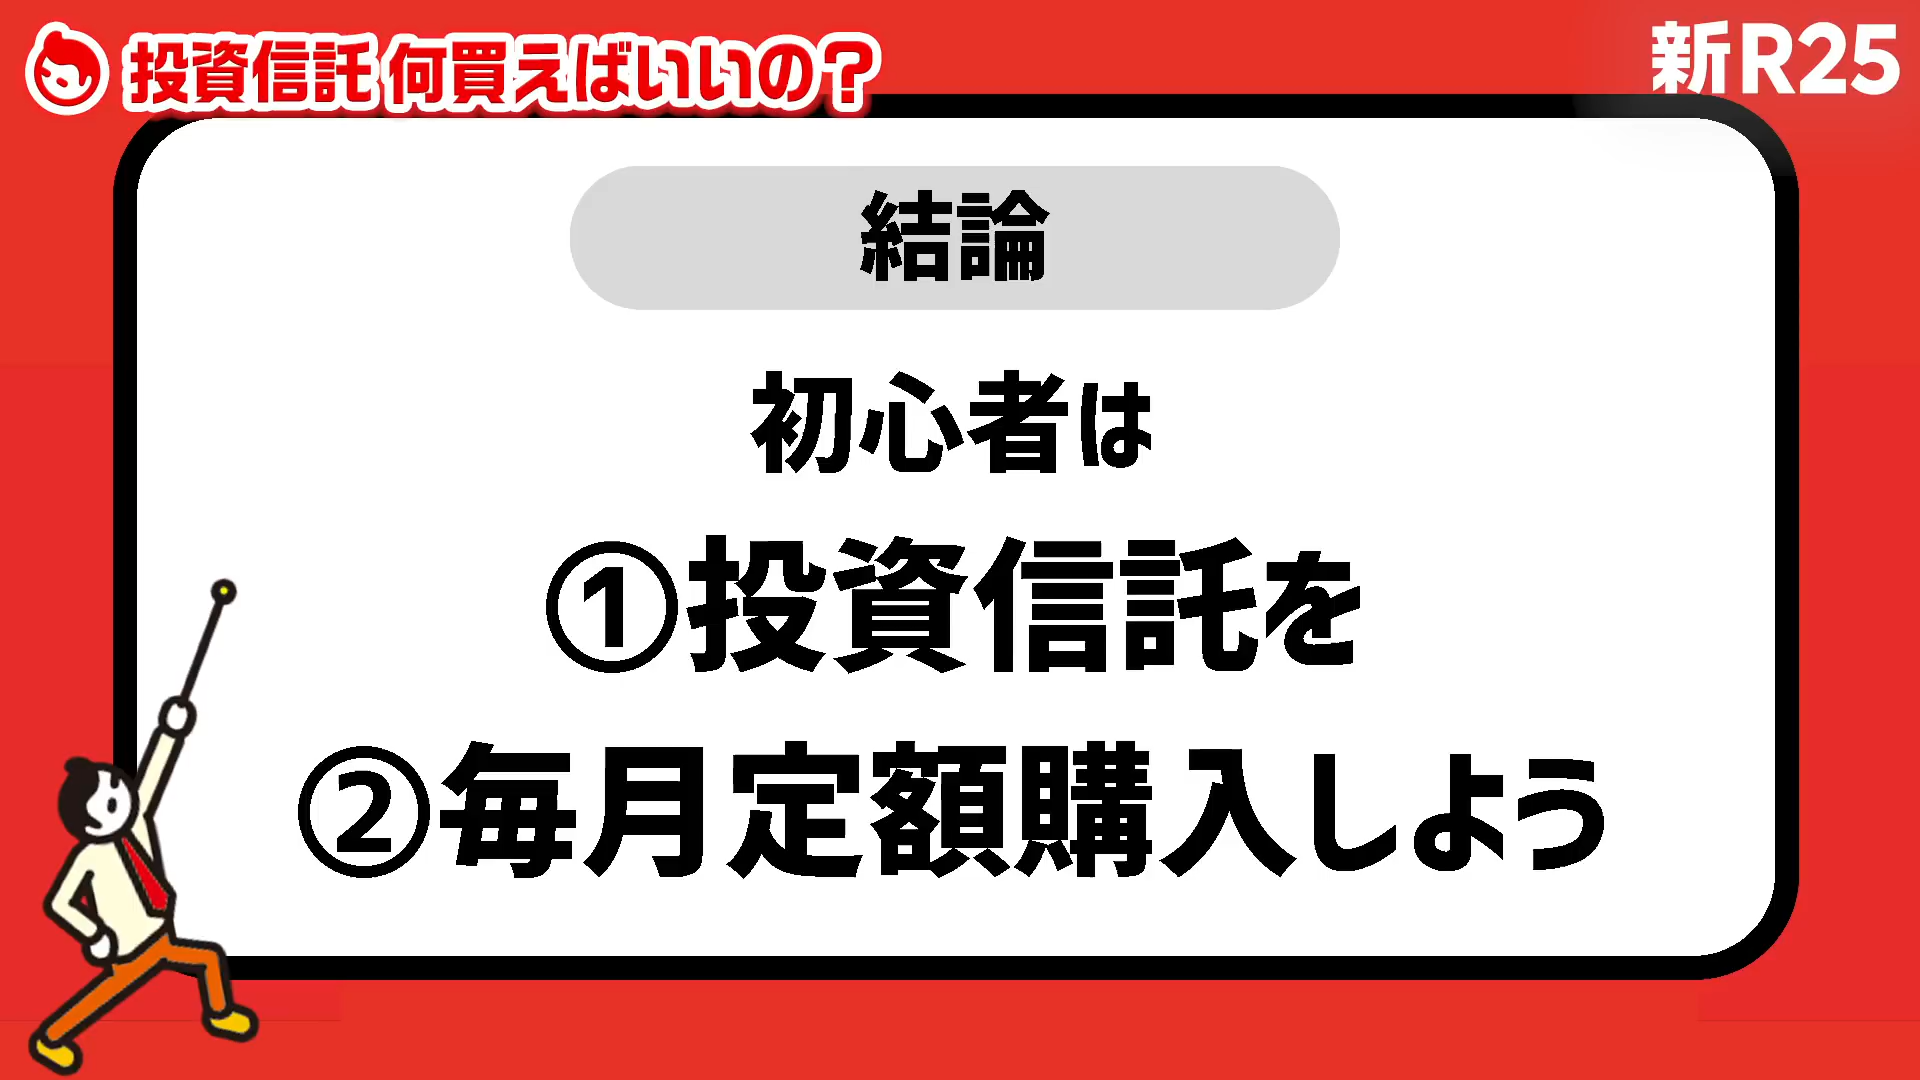 投資信託 何買えばいいの？
新R25
結論
初心者は
①投資信託を
②毎月定額購入しよう